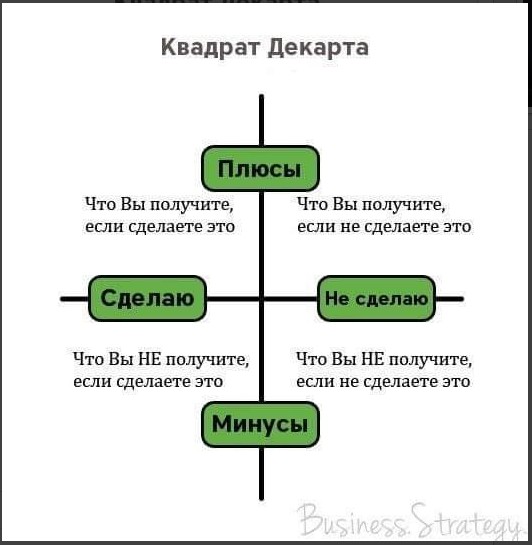 Квадрат Декарта
Плюсы
Что Вы получите,
если сделаете это
Что Вы получите,
если не сделаете это
Сделаю
Не сделаю
Что Вы НЕ получите,
если сделаете это
Что Вы НЕ получите,
если не сделаете это
Минусы
Business.Strategy.